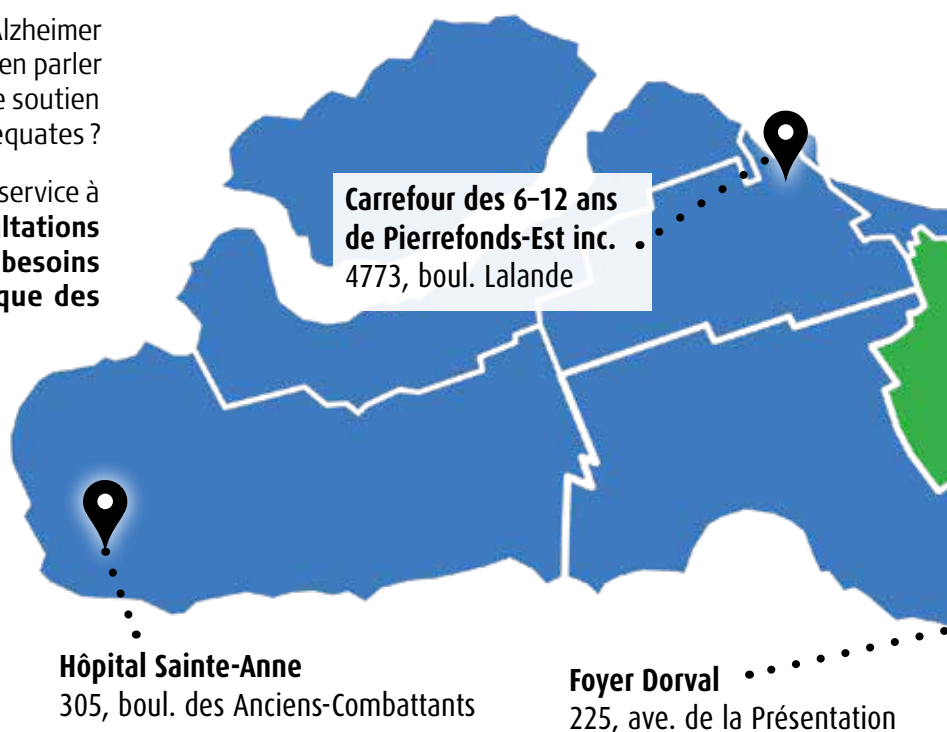 Alzheimer
en parler
e soutien
équates ?
service à
ltations
besoins
que des
Carrefour des 6–12 ans
de Pierrefonds-Est inc.
4773, boul. Lalande
Hôpital Sainte-Anne
305, boul. des Anciens-Combattants
Foyer Dorval
225, ave. de la Présentation